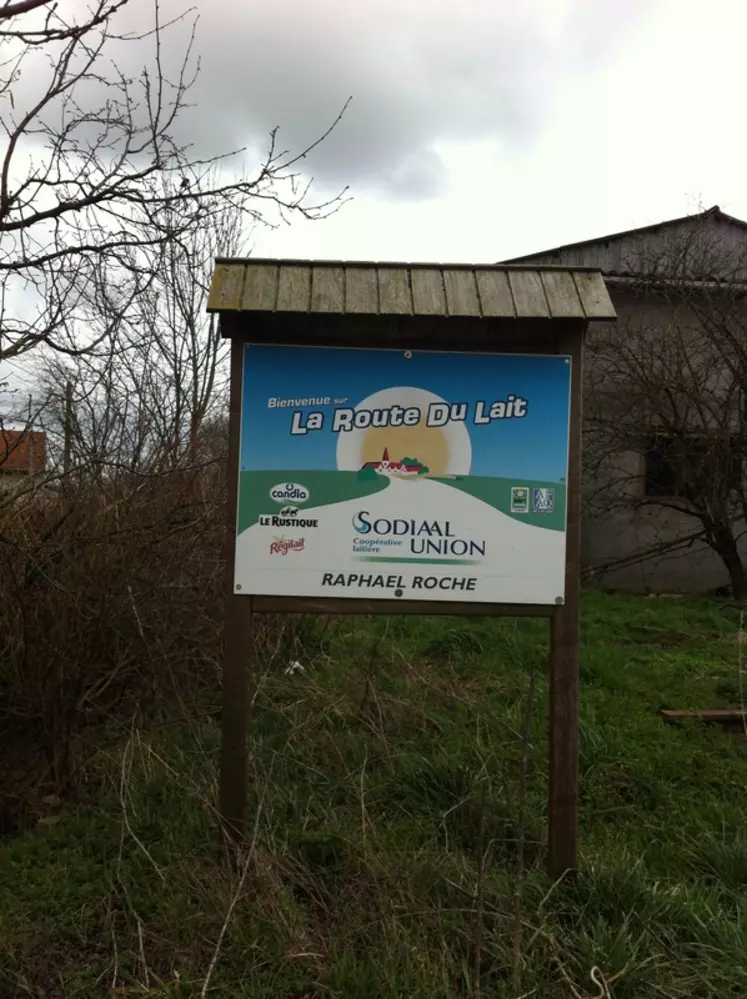 Bienvenue sur
La Route Du Lait
candia
LE RUSTIQUE
Régilait
SODIAAL
Coopérative
laitière
UNION
RAPHAEL ROCHE